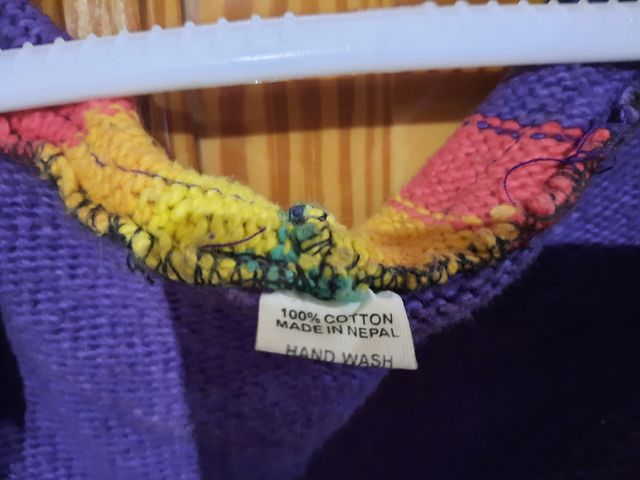 100% COTTON
MADE IN NEPAL
HAND WASH